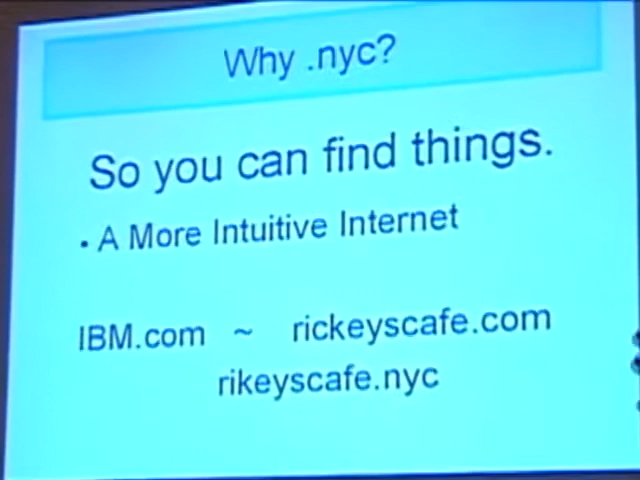 Why .nyc?
So you can find things.
• A More Intuitive Internet
IBM.com ~ rickeyscafe.com
rikeyscafe.nyc